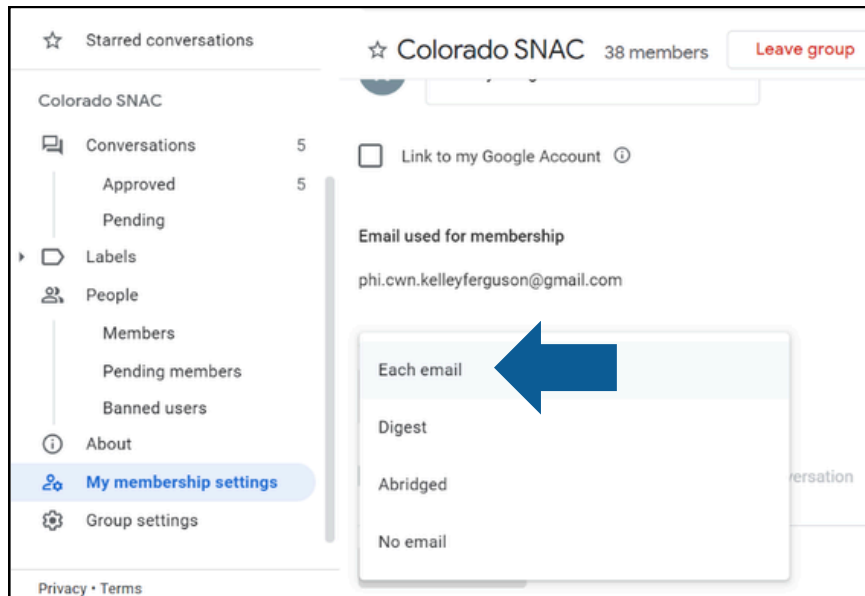 Starred conversations
Colorado SNAC
Conversations 5
Approved 5
Pending
Labels
People
Members
Pending members
Banned users
About
My membership settings
Group settings
Privacy • Terms
Colorado SNAC 38 members Leave group
Link to my Google Account
Email used for membership
phi.cwn.kelleyferguson@gmail.com
Each email
Digest
Abridged
versation
No email